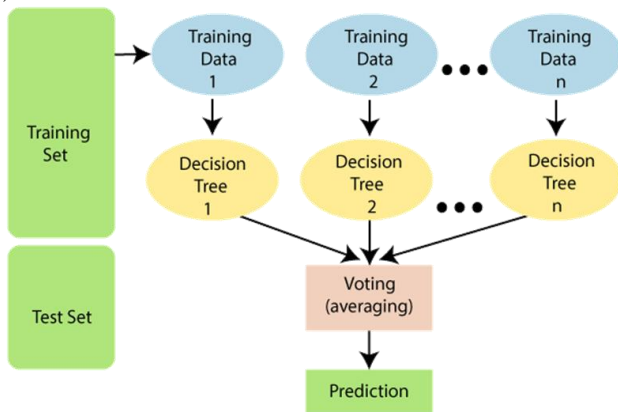 Training
Set
Test Set
Training
Data
1
Training
Data
2
Training
Data
n
Decision
Tree
1
Decision
Tree
2
Decision
Tree
n
Voting
(averaging)
Prediction